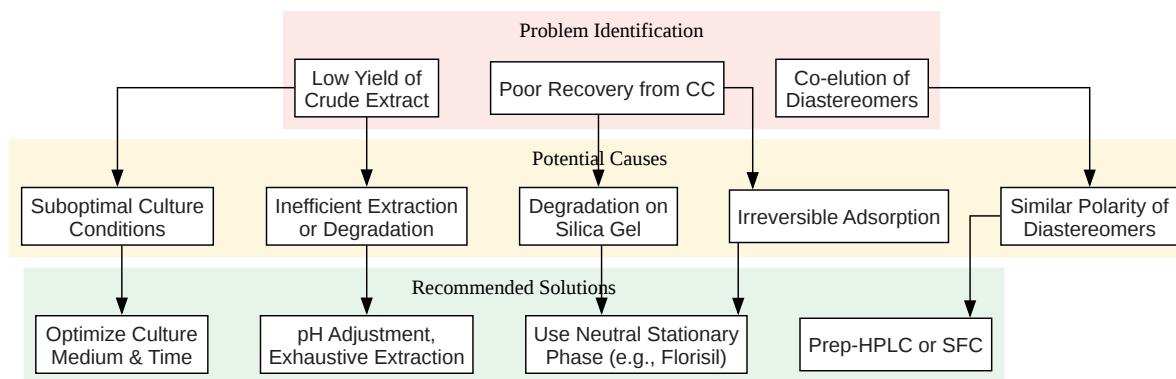 Problem Identification
Low Yield of
Crude Extract
Poor Recovery from CC
Co-elution of
Diastereomers
Potential Causes
Suboptimal Culture
Conditions
Inefficient Extraction
or Degradation
Degradation on
Silica Gel
Irreversible Adsorption
Similar Polarity of
Diastereomers
Recommended Solutions
Optimize Culture
Medium & Time
pH Adjustment,
Exhaustive Extraction
Use Neutral Stationary
Phase (e.g., Florisil)
Prep-HPLC or SFC